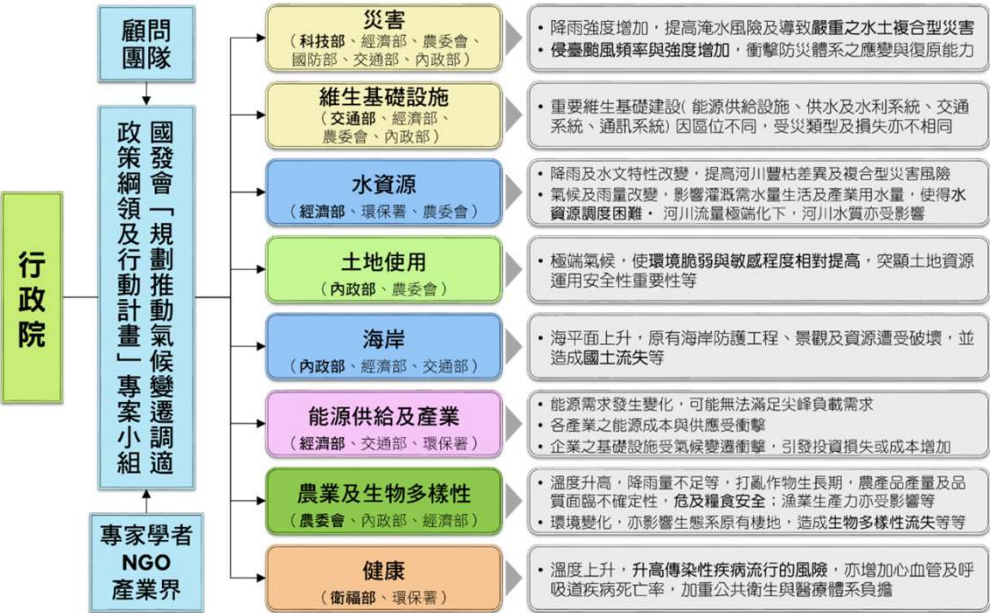 行政院
顧問
團隊
國發會「規劃推動氣候變遷調適
政策綱領及行動計畫」專案小組
專家學者
NGO
產業界
災害
（科技部、經濟部、農委會、
國防部、交通部、內政部）
• 降雨強度增加，提高淹水風險及導致嚴重之水土複合型災害
• 侵臺颱風頻率與強度增加，衝擊防災體系之應變與復原能力
維生基礎設施
（交通部、經濟部、
農委會、內政部）
• 重要維生基礎建設( 能源供給設施、供水及水利系統、交通
系統、通訊系統) 因區位不同，受災類型及損失亦不相同
水資源
（經濟部、環保署、農委會）
• 降雨及水文特性改變，提高河川豐枯差異及複合型災害風險
• 氣候及雨量改變，影響灌溉需水量生活及產業用水量，使得水
資源調度困難‧ 河川流量極端化下，河川水質亦受影響
土地使用
（內政部、農委會）
• 極端氣候，使環境脆弱與敏感程度相對提高，突顯土地資源
運用安全性重要性等
海岸
（內政部、經濟部、交通部）
• 海平面上升，原有海岸防護工程、景觀及資源遭受破壞，並
造成國土流失等
能源供給及產業
（經濟部、交通部、環保署）
• 能源需求發生變化，可能無法滿足尖峰負載需求
• 各產業之能源成本與供應受衝擊
• 企業之基礎設施受氣候變遷衝擊，引發投資損失或成本增加
農業及生物多樣性
（農委會、內政部、經濟部）
• 溫度升高，降雨量不足等，打亂作物生長期，農產品產量及品
質面臨不確定性，危及糧食安全；漁業生產力亦受影響等
• 環境變化，亦影響生態系原有棲地，造成生物多樣性流失等等
健康
（衛福部、環保署）
• 溫度上升，升高傳染性疾病流行的風險，亦增加心血管及呼
吸道疾病死亡率，加重公共衛生與醫療體系負擔